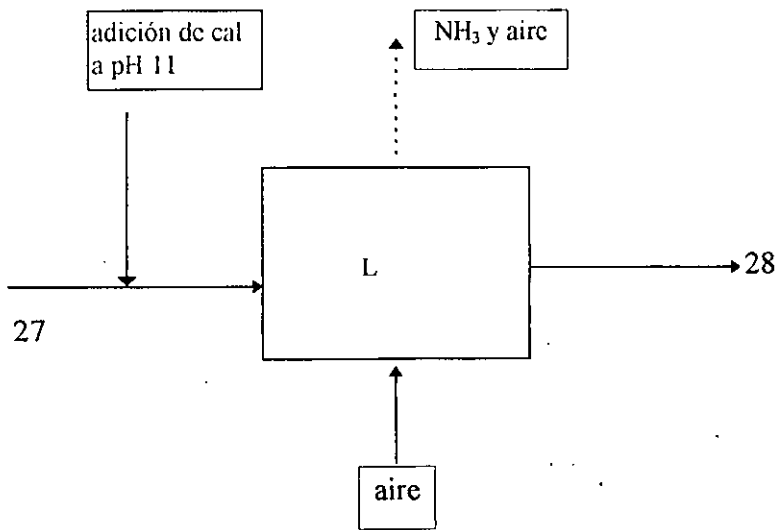 adición de cal
a pH 11
NH₃ y aire
L
28
27
aire